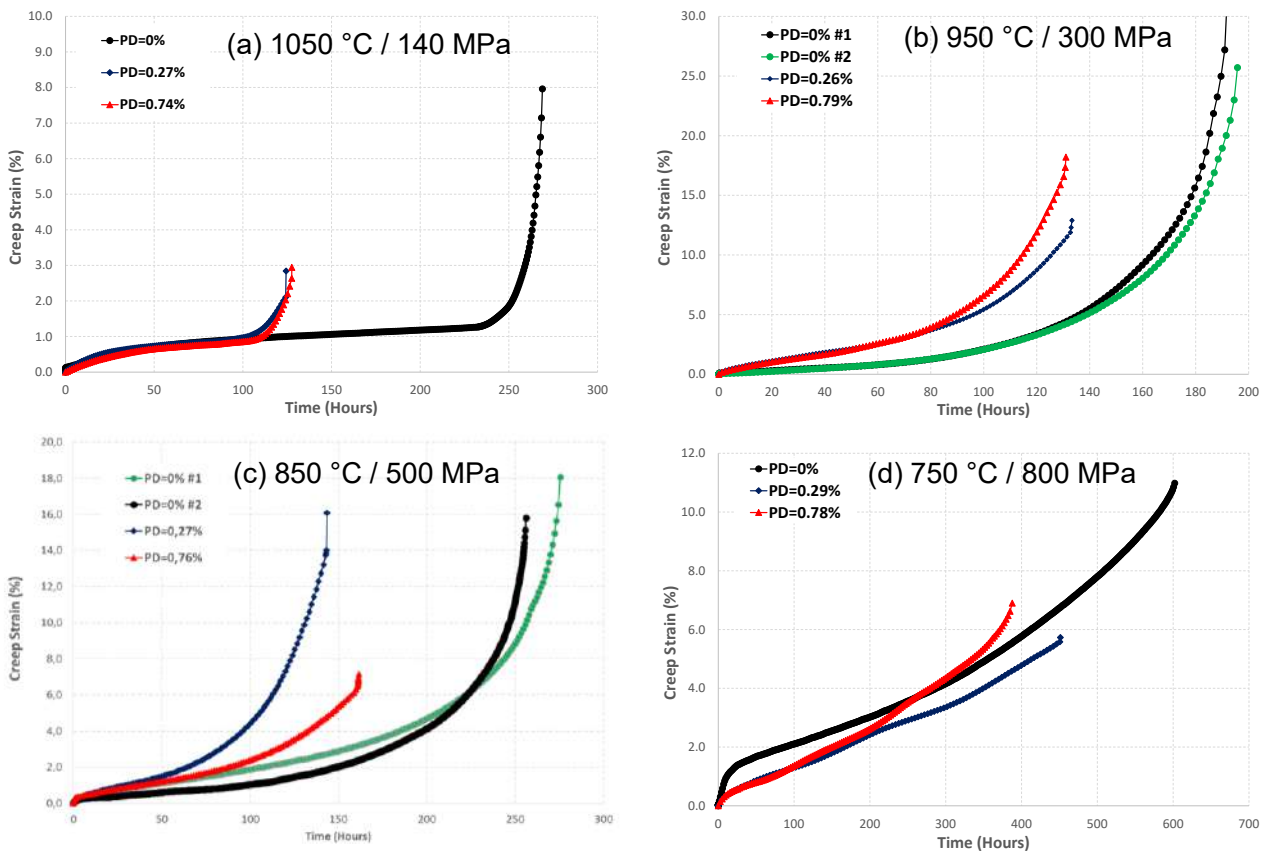 (a) 1050 °C / 140 MPa
PD=0%
PD=0.27%
PD=0.74%
10.0
9.0
8.0
7.0
6.0
5.0
4.0
3.0
2.0
1.0
0.0
Creep Strain (%)
0
50
100
150
200
250
300
Time (Hours)
(b) 950 °C / 300 MPa
PD=0% #1
PD=0% #2
PD=0.26%
PD=0.79%
30.0
25.0
20.0
15.0
10.0
5.0
0.0
Creep Strain (%)
0
20
40
60
80
100
120
140
160
180
200
Time (Hours)
(c) 850 °C / 500 MPa
PD=0% #1
PD=0% #2
PD=0,27%
PD=0,76%
20,0
18,0
16,0
14,0
12,0
10,0
8,0
6,0
4,0
2,0
0,0
Creep Strain (%)
0
50
100
150
200
250
300
Time (Hours)
(d) 750 °C / 800 MPa
PD=0%
PD=0.29%
PD=0.78%
12.0
10.0
8.0
6.0
4.0
2.0
0.0
Creep Strain (%)
0
100
200
300
400
500
600
700
Time (Hours)